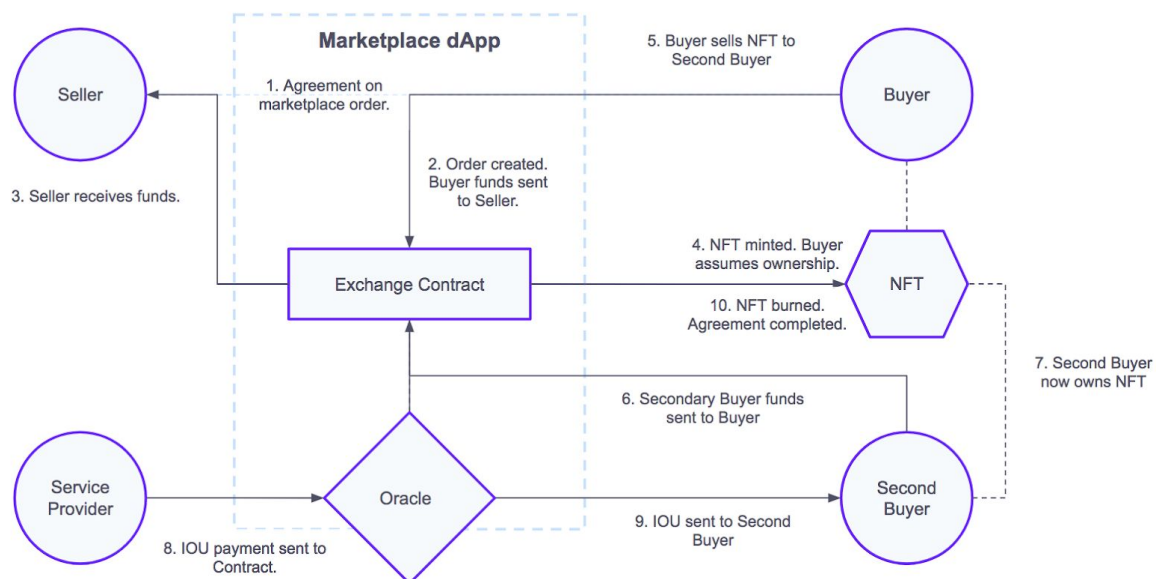 Marketplace dApp
5. Buyer sells NFT to
Second Buyer
Seller
1. Agreement on
marketplace order.
Buyer
2. Order created.
Buyer funds sent
to Seller.
3. Seller receives funds.
4. NFT minted. Buyer
assumes ownership.
Exchange Contract
NFT
10. NFT burned.
Agreement completed.
7. Second Buyer
now owns NFT
6. Secondary Buyer funds
sent to Buyer
Service
Provider
Oracle
Second
Buyer
9. IOU sent to Second
Buyer
8. IOU payment sent to
Contract.